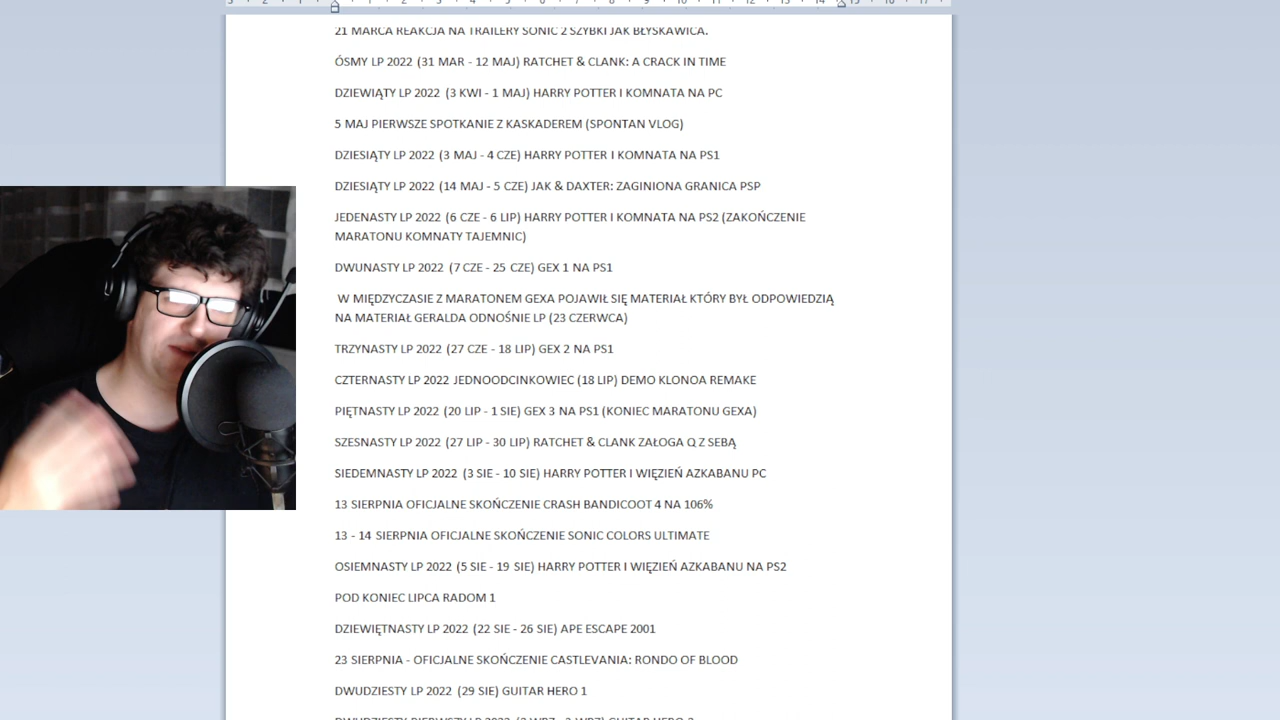 21 MARCA REAKCJA NA TRAILERY SONIC 2 SZYBKI JAK BŁYSKAWICA.
ÓSMY LP 2022 (31 MAR - 12 MAJ) RATCHET & CLANK: A CRACK IN TIME
DZIEWIĄTY LP 2022 (3 KWI - 1 MAJ) HARRY POTTER I KOMNATA NA PC
5 MAJ PIERWSZE SPOTKANIE Z KASKADEREM (SPONTAN VLOG)
DZIESIĄTY LP 2022 (3 MAJ - 4 CZE) HARRY POTTER I KOMNATA NA PS1
DZIESIĄTY LP 2022 (14 MAJ - 5 CZE) JAK & DAXTER: ZAGINIONA GRANICA PSP
JEDENASTY LP 2022 (6 CZE - 6 LIP) HARRY POTTER I KOMNATA NA PS2 (ZAKOŃCZENIE
MARATONU KOMNATY TAJEMNIC)
DWUNASTY LP 2022 (7 CZE - 25 CZE) GEX 1 NA PS1
W MIĘDZYCZASIE Z MARATONEM GEXA POJAWIŁ SIĘ MATERIAŁ KTÓRY BYŁ ODPOWIEDZIĄ
NA MATERIAŁ GERALDA ODNOŚNIE LP (23 CZERWCA)
TRZYNASTY LP 2022 (27 CZE - 18 LIP) GEX 2 NA PS1
CZTERNASTY LP 2022 JEDNOODCINKOWIEC (18 LIP) DEMO KLONOA REMAKE
PIĘTNASTY LP 2022 (20 LIP - 1 SIE) GEX 3 NA PS1 (KONIEC MARATONU GEXA)
SZESNASTY LP 2022 (27 LIP - 30 LIP) RATCHET & CLANK ZAŁOGA Q Z SEBĄ
SIEDEMNASTY LP 2022 (3 SIE - 10 SIE) HARRY POTTER I WIĘZIEŃ AZKABANU PC
13 SIERPNIA OFICJALNE SKOŃCZENIE CRASH BANDICOOT 4 NA 106%
13 - 14 SIERPNIA OFICJALNE SKOŃCZENIE SONIC COLORS ULTIMATE
OSIEMNASTY LP 2022 (5 SIE - 19 SIE) HARRY POTTER I WIĘZIEŃ AZKABANU NA PS2
POD KONIEC LIPCA RADOM 1
DZIEWIĘTNASTY LP 2022 (22 SIE - 26 SIE) APE ESCAPE 2001
23 SIERPNIA - OFICJALNE SKOŃCZENIE CASTLEVANIA: RONDO OF BLOOD
DWUDZIESTY LP 2022 (29 SIE) GUITAR HERO 1